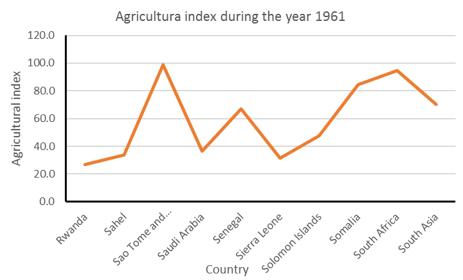 Agricultura index during the year 1961
120.0
100.0
80.0
60.0
40.0
20.0
0.0
Agricultural index
Rwanda
Sahel
Sao Tome and...
Saudi Arabia
Senegal
Sierra Leone
Solomon Islands
Somalia
South Africa
South Asia
Country